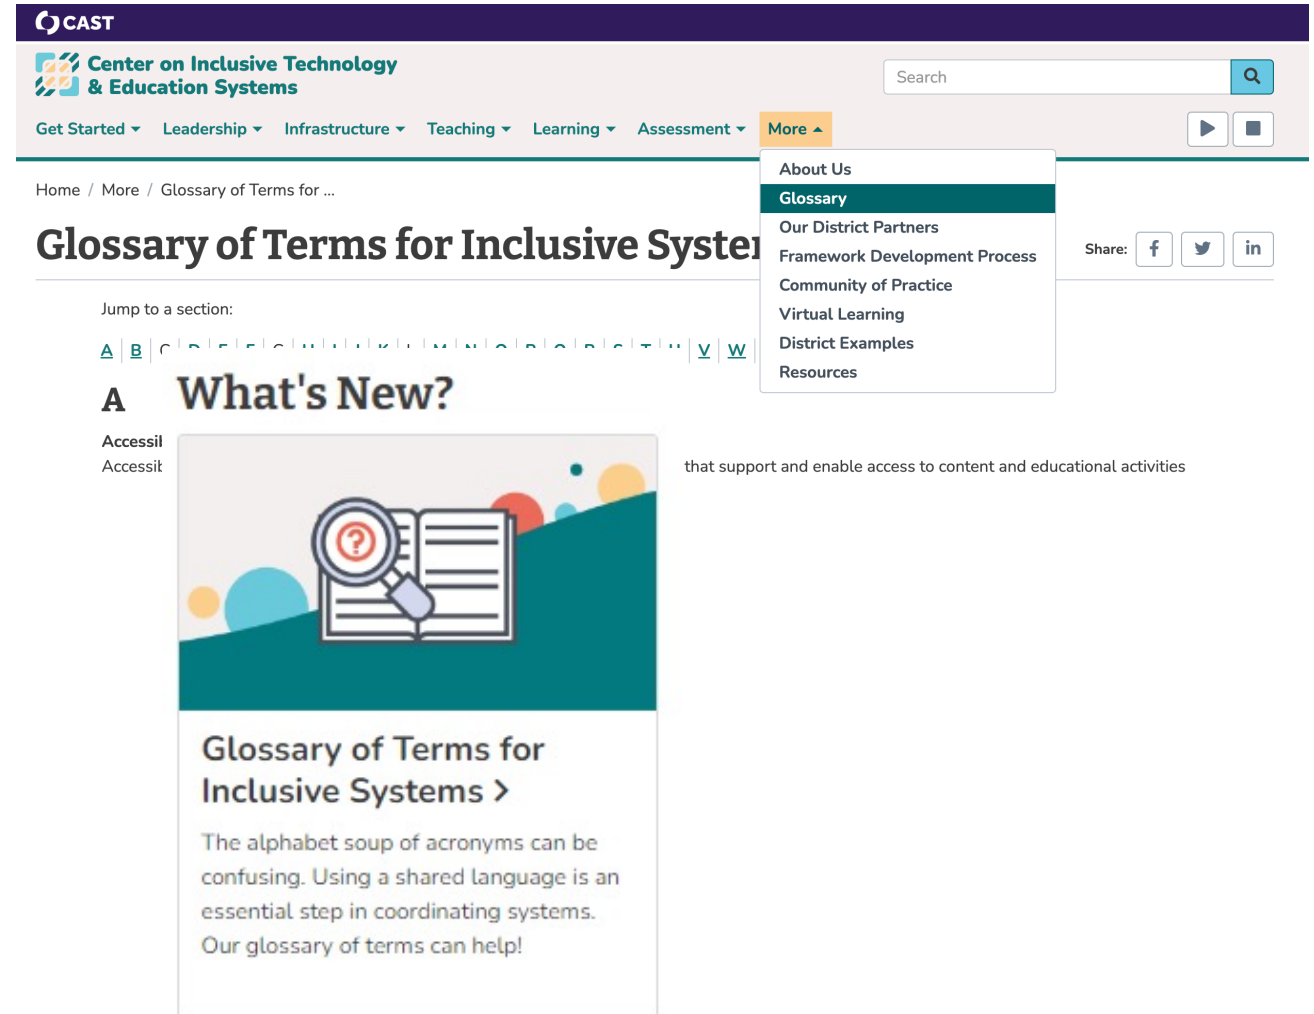 CAST
Center on Inclusive Technology
& Education Systems
Search
Get Started Leadership Infrastructure Teaching Learning Assessment More
About Us
Glossary
Our District Partners
Framework Development Process
Community of Practice
Virtual Learning
District Examples
Resources
Home / More / Glossary of Terms for ...
Glossary of Terms for Inclusive System
Share:
Jump to a section:
A B V W
A
What's New?
Accessib
Accessib that support and enable access to content and educational activities
?
Glossary of Terms for
Inclusive Systems >
The alphabet soup of acronyms can be
confusing. Using a shared language is an
essential step in coordinating systems.
Our glossary of terms can help!